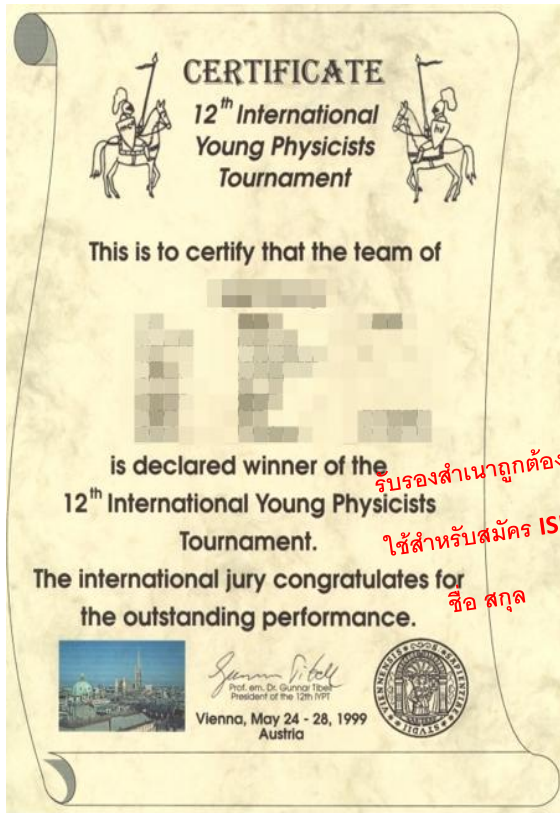 CERTIFICATE
12th International
Young Physicists
Tournament
This is to certify that the team of
is declared winner of the
12th International Young Physicists
Tournament.
The international jury congratulates for
the outstanding performance.
รับรองสำเนาถูกต้อง
ใช้สำหรับสมัคร
ชื่อ สกุล
Prof. em. Dr. Gunnar Tibell
President of the 12th IYPT
Vienna, May 24 - 28, 1999
Austria